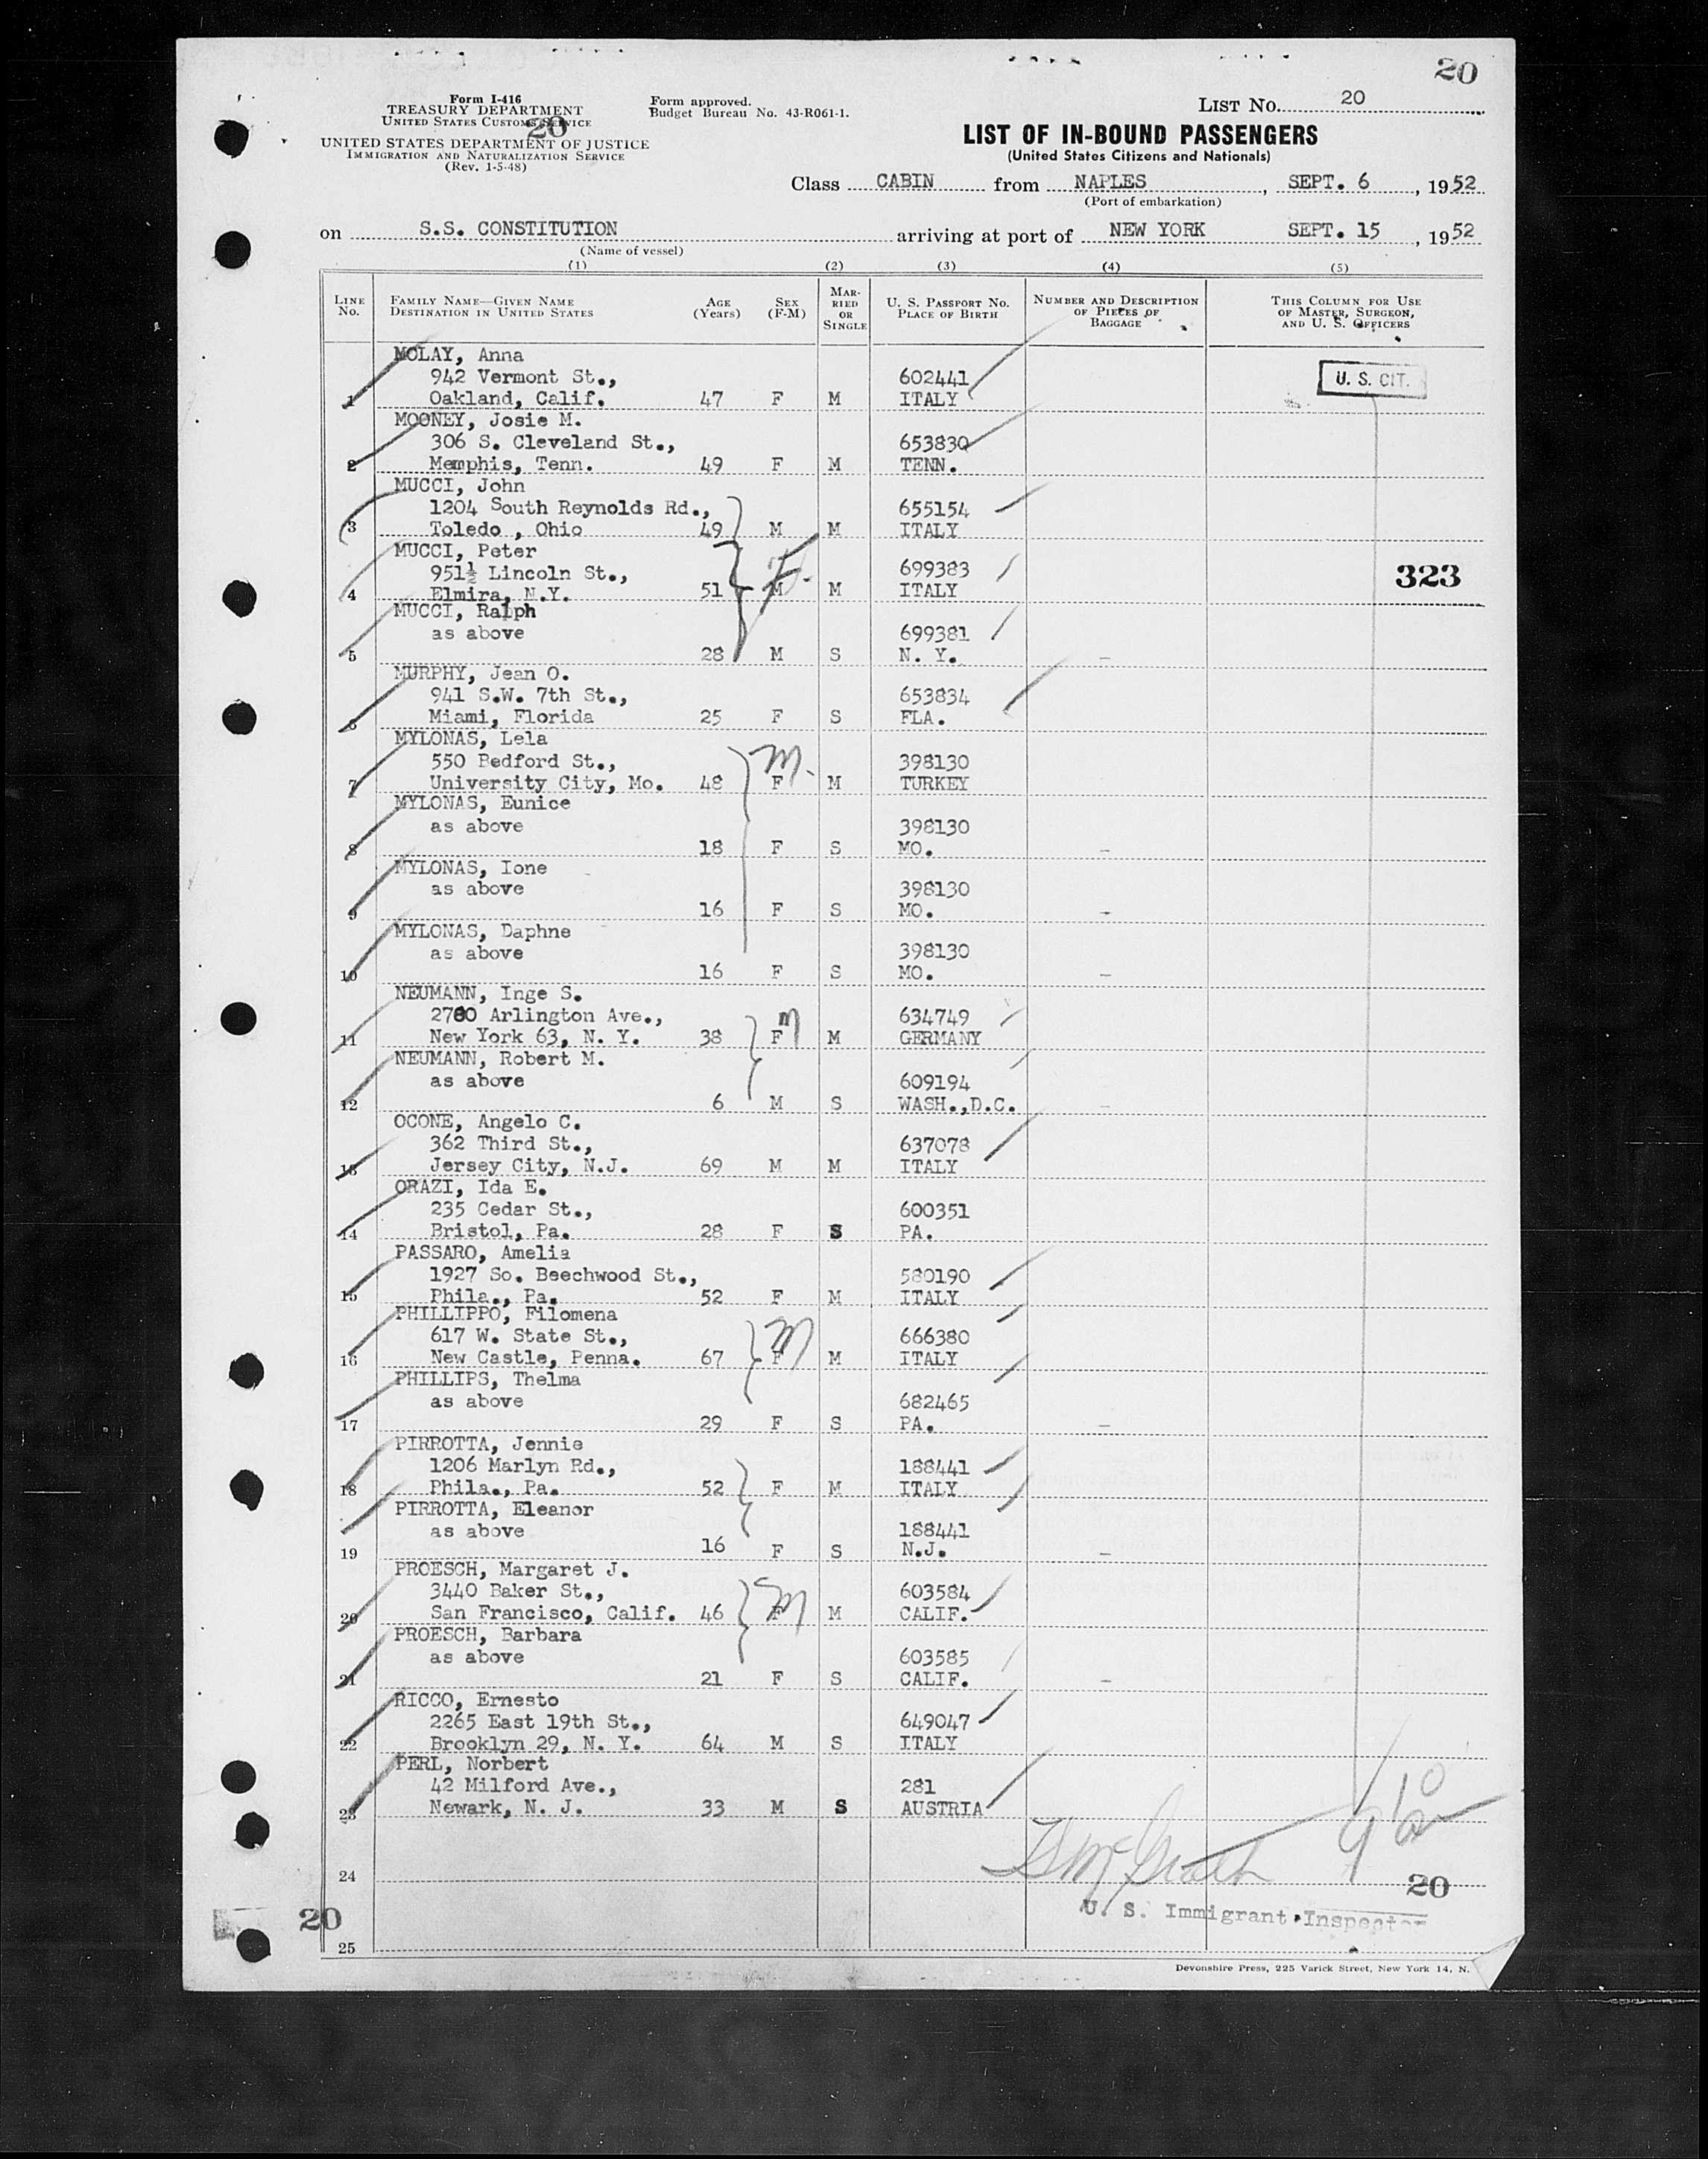 20
Form I-416
TREASURY DEPARTMENT
UNITED STATES CUSTOMS SERVICE
20
UNITED STATES DEPARTMENT OF JUSTICE
IMMIGRATION AND NATURALIZATION SERVICE
(Rev. 1-5-48)
Form approved.
Budget Bureau No. 43-R061-1.
LIST NO. 20
LIST OF IN-BOUND PASSENGERS
(United States Citizens and Nationals)
Class CABIN from NAPLES, SEPT. 6, 1952
(Port of embarkation)
on S.S. CONSTITUTION arriving at port of NEW YORK SEPT. 15, 1952
(Name of vessel)
(1) (2) (3) (4) (5)
LINE No. FAMILY NAME—GIVEN NAME DESTINATION IN UNITED STATES AGE (Years) SEX (F-M) MARRIED OR SINGLE U. S. PASSPORT NO. PLACE OF BIRTH NUMBER AND DESCRIPTION OF PIECES OF BAGGAGE THIS COLUMN FOR USE OF MASTER, SURGEON, AND U. S. OFFICERS
MOLAY, Anna
942 Vermont St., 602441 U. S. CIT.
1 Oakland, Calif. 47 F M ITALY
MOONEY, Josie M.
306 S. Cleveland St., 653830
2 Memphis, Tenn. 49 F M TENN.
MUCCI, John
1204 South Reynolds Rd., 655154
3 Toledo , Ohio 49 M M ITALY
MUCCI, Peter F.
951½ Lincoln St., 699383 323
4 Elmira, N.Y. 51 M M ITALY
MUCCI, Ralph
as above 699381
5 28 M S N. Y. -
MURPHY, Jean O.
941 S.W. 7th St., 653834
6 Miami, Florida 25 F S FLA.
MYLONAS, Lela M.
550 Bedford St., 398130
7 University City, Mo. 48 F M TURKEY
MYLONAS, Eunice
as above 398130
8 18 F S MO. -
MYLONAS, Ione
as above 398130
9 16 F S MO. -
MYLONAS, Daphne
as above 398130
10 16 F S MO. -
NEUMANN, Inge S. M
2780 Arlington Ave., 634749
11 New York 63, N. Y. 38 F M GERMANY
NEUMANN, Robert M.
as above 609194
12 6 M S WASH.,D.C. -
OCONE, Angelo C.
362 Third St., 637078
13 Jersey City, N.J. 69 M M ITALY
ORAZI, Ida E.
235 Cedar St., 600351
14 Bristol, Pa. 28 F S PA.
PASSARO, Amelia
1927 So. Beechwood St., 580190
15 Phila., Pa. 52 F M ITALY
PHILLIPPO, Filomena M
617 W. State St., 666380
16 New Castle, Penna. 67 F M ITALY
PHILLIPS, Thelma
as above 682465
17 29 F S PA. -
PIRROTTA, Jennie
1206 Marlyn Rd., 188441
18 Phila., Pa. 52 F M ITALY
PIRROTTA, Eleanor
as above 188441
19 16 F S N.J. -
PROESCH, Margaret J.
3440 Baker St., 603584
20 San Francisco, Calif. 46 F M CALIF.
PROESCH, Barbara
as above 603585
21 21 F S CALIF. -
RICCO, Ernesto
2265 East 19th St., 649047
22 Brooklyn 29, N. Y. 64 M S ITALY
PERL, Norbert
42 Milford Ave., 281
23 Newark, N. J. 33 M S AUSTRIA
24
20
U. S. Immigrant Inspector
20
25
Devonshire Press, 225 Varick Street, New York 14, N.